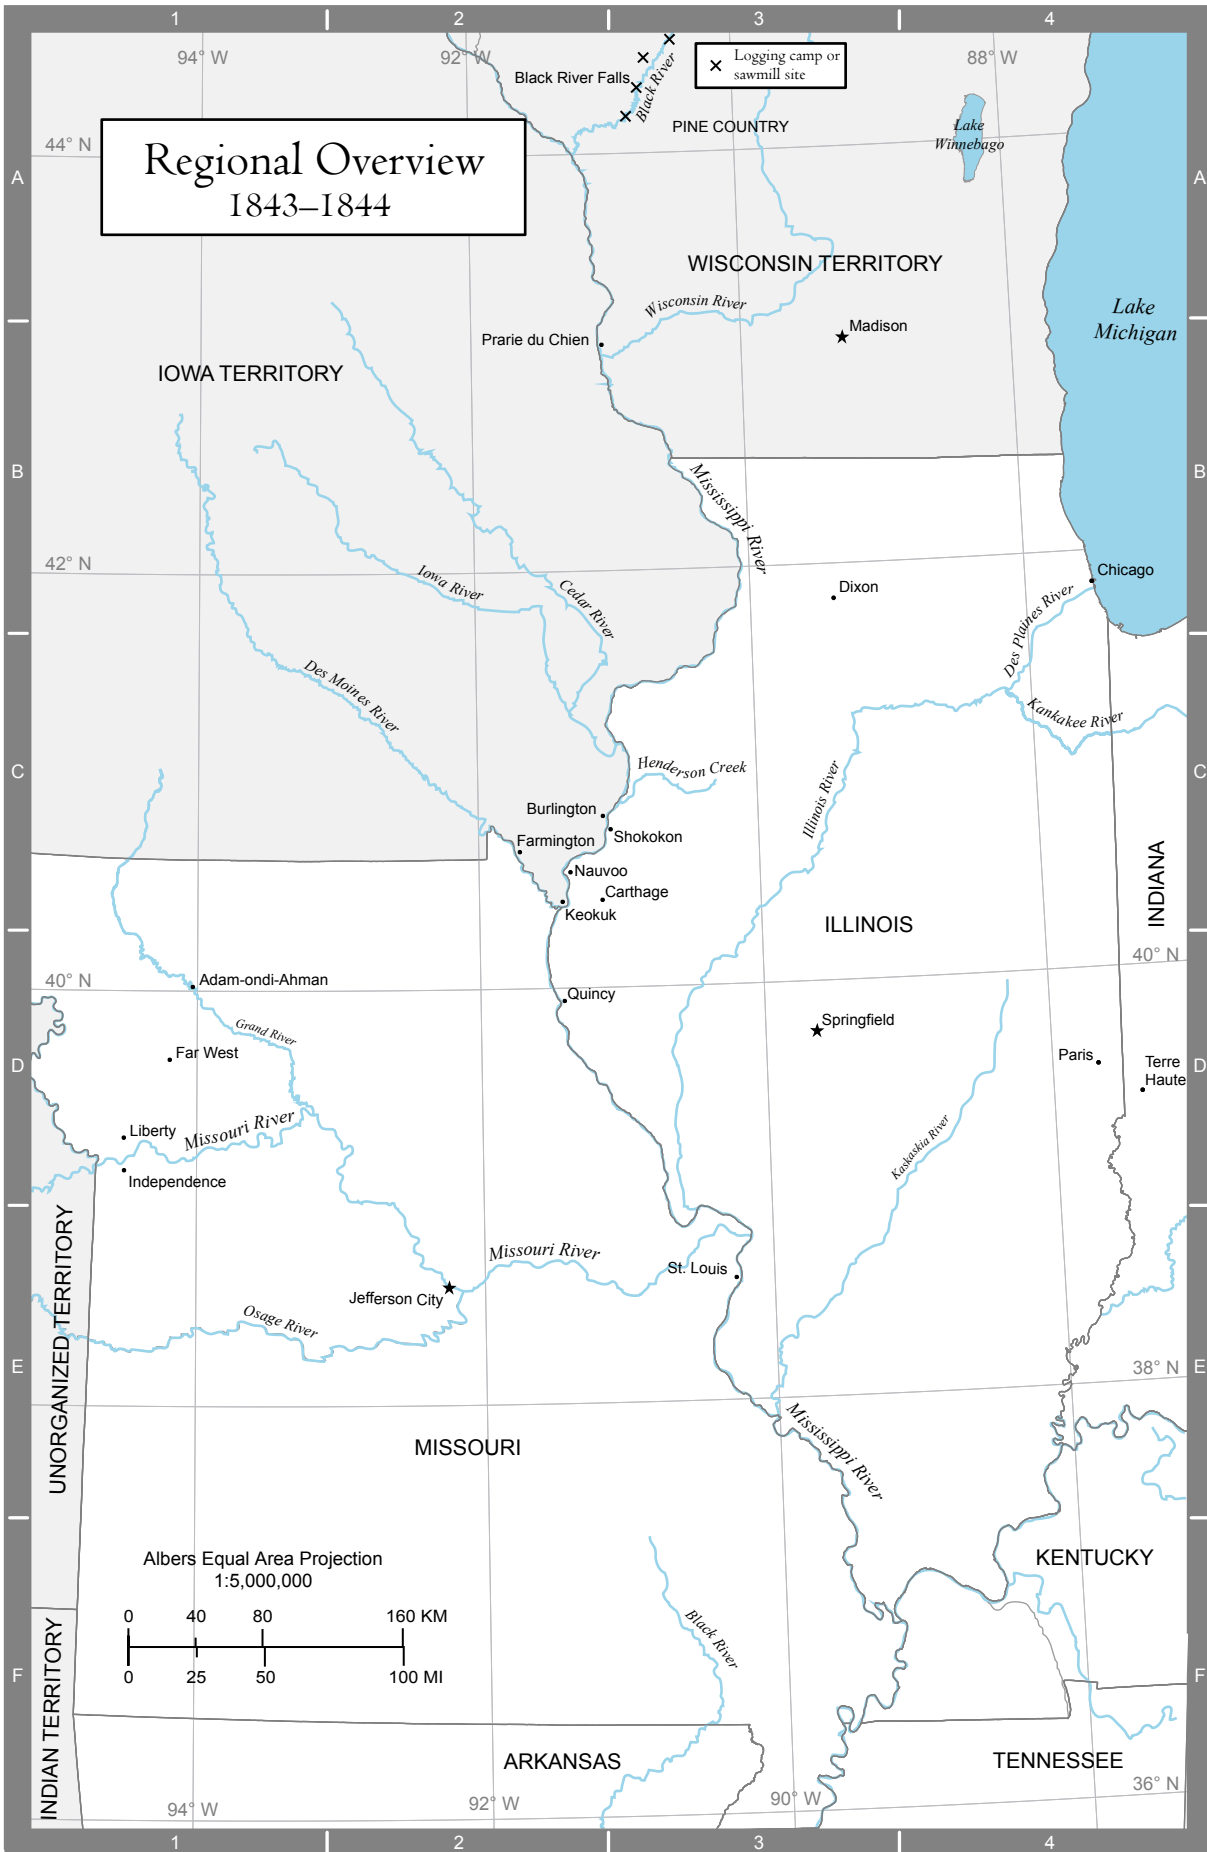 1
2
3
4
94° W
92° W
88° W
Logging camp or
sawmill site
Black River Falls
Black River
PINE COUNTRY
Lake
Winnebago
44° N
Regional Overview
1843–1844
A
A
WISCONSIN TERRITORY
Wisconsin River
Lake
Michigan
Madison
Prarie du Chien
IOWA TERRITORY
B
B
Mississippi River
42° N
Iowa River
Cedar River
Dixon
Chicago
Des Plaines River
Des Moines River
Kankakee River
C
C
Henderson Creek
Illinois River
Burlington
Shokokon
Farmington
Nauvoo
Carthage
Keokuk
INDIANA
ILLINOIS
40° N
40° N
Adam-ondi-Ahman
Quincy
Grand River
Springfield
Far West
Paris
Terre
Haute
D
D
Liberty
Missouri River
Kaskaskia River
Independence
UNORGANIZED TERRITORY
Missouri River
St. Louis
Jefferson City
Osage River
E
E
38° N
Mississippi River
MISSOURI
Albers Equal Area Projection
1:5,000,000
KENTUCKY
0
40
80
160 KM
0
25
50
100 MI
Black River
INDIAN TERRITORY
F
F
ARKANSAS
TENNESSEE
36° N
94° W
92° W
90° W
1
2
3
4